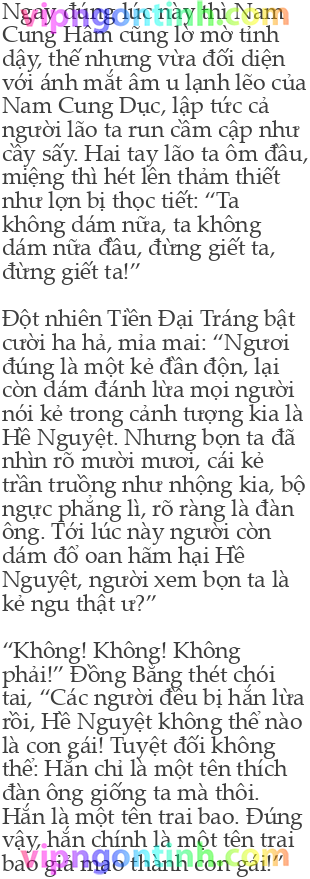 Ngay đúng lúc này thì Nam
Cung Hãm cũng lờ mờ tỉnh
dậy, thế nhưng vừa đối diện
với ánh mắt âm u lạnh lẽo của
Nam Cung Dục, lập tức cả
người lão ta run cầm cập như
cầy sấy. Hai tay lão ta ôm đầu,
miệng thì hét lên thảm thiết
như lợn bị thọc tiết: “Ta
không dám nữa, ta không
dám nữa đâu, đừng giết ta,
đừng giết ta!”
Đột nhiên Tiền Đại Tráng bật
cười ha hả, mỉa mai: “Ngươi
đúng là một kẻ đần độn, lại
còn dám đánh lừa mọi người
nói kẻ trong cảnh tượng kia là
Hề Nguyệt. Nhưng bọn ta đã
nhìn rõ mười mươi, cái kẻ
trần truồng như nhộng kia, bộ
ngực phẳng lì, rõ ràng là đàn
ông. Tới lúc này ngươi còn
dám đổ oan hãm hại Hề
Nguyệt, ngươi xem bọn ta là
kẻ ngu thật ư?”
“Không! Không! Không
phải!” Đồng Băng thét chói
tai, “Các người đều bị hắn lừa
rồi, Hề Nguyệt không thể nào
là con gái! Tuyệt đối không
thể: Hắn chỉ là một tên thích
đàn ông giống ta mà thôi.
Hắn là một tên trai bao. Đúng
vậy, hắn chính là một tên trai
bao giả mạo thành con gái!”
vipngontinh.com